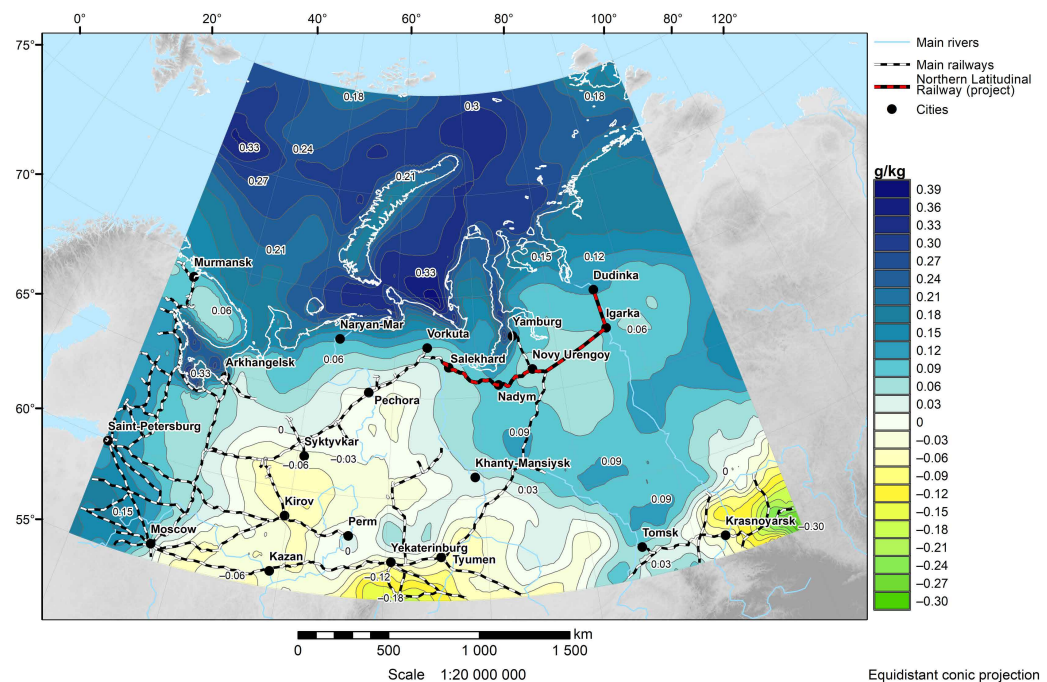 0° 20° 40° 60° 80° 100° 80° 120°
75°
70°
65°
60°
55°
Main rivers
Main railways
Northern Latitudinal
Railway (project)
Cities
g/kg
0.39
0.36
0.33
0.30
0.27
0.24
0.21
0.18
0.15
0.12
0.09
0.06
0.03
0
−0.03
−0.06
−0.09
−0.12
−0.15
−0.18
−0.21
−0.24
−0.27
−0.30
0.18
0.3
0.18
0.33
0.24
0.27
0.21
0.21
0.15
0.12
Murmansk
0.33
Dudinka
0.06
Igarka
0.06
Naryan-Mar
Yamburg
Vorkuta
0.06
Arkhangelsk
Salekhard
Novy Urengoy
0.33
Nadym
Pechora
Saint-Petersburg
0
Syktyvkar
0.09
−0.03
−0.06
Khanty-Mansiysk
0.09
0
0.03
0.09
Kirov
0.15
Perm
Krasnoyarsk
−0.30
Moscow
Tomsk
0
Yekaterinburg
Kazan
Tyumen
0.03
−0.06
−0.12
−0.18
km
0 500 1 000 1 500
Scale 1:20 000 000
Equidistant conic projection